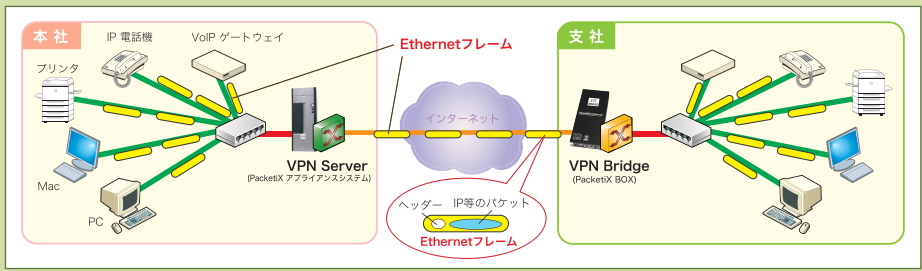 本社
IP 電話機
VoIP ゲートウェイ
プリンタ
Mac
PC
Ethernetフレーム
VPN Server
(PacketiX アプライアンスシステム)
インターネット
ヘッダー
IP等のパケット
Ethernetフレーム
支社
VPN Bridge
(PacketiX BOX)